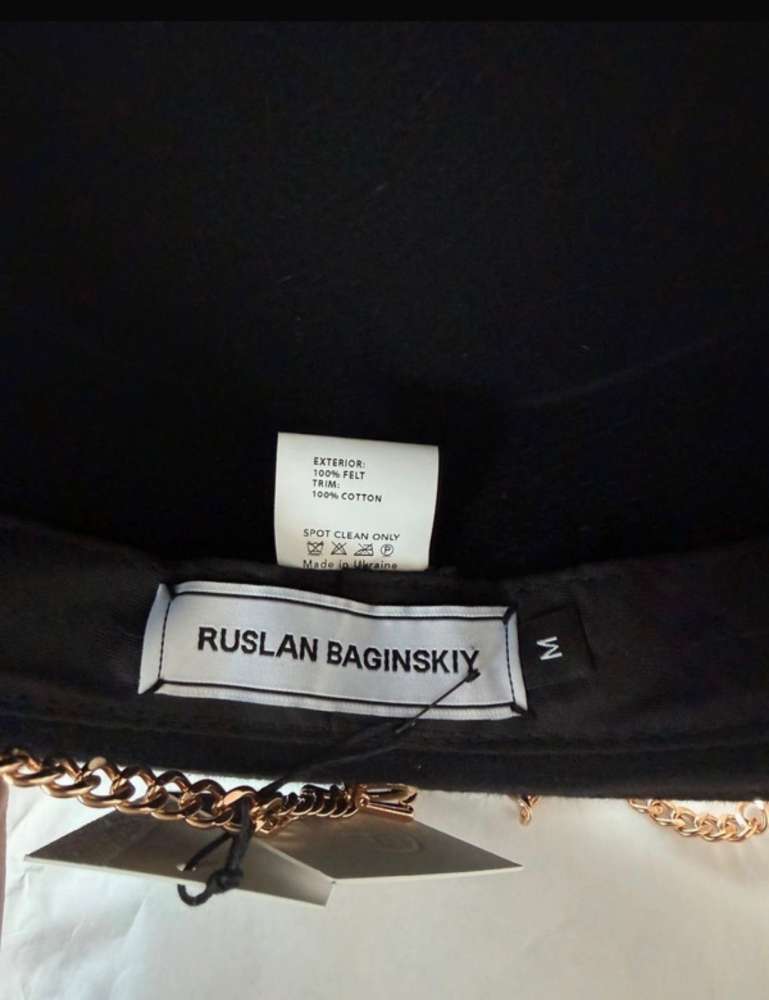 EXTERIOR:
100% FELT
TRIM:
100% COTTON
SPOT CLEAN ONLY
Made in Ukraine
RUSLAN BAGINSKIY
M